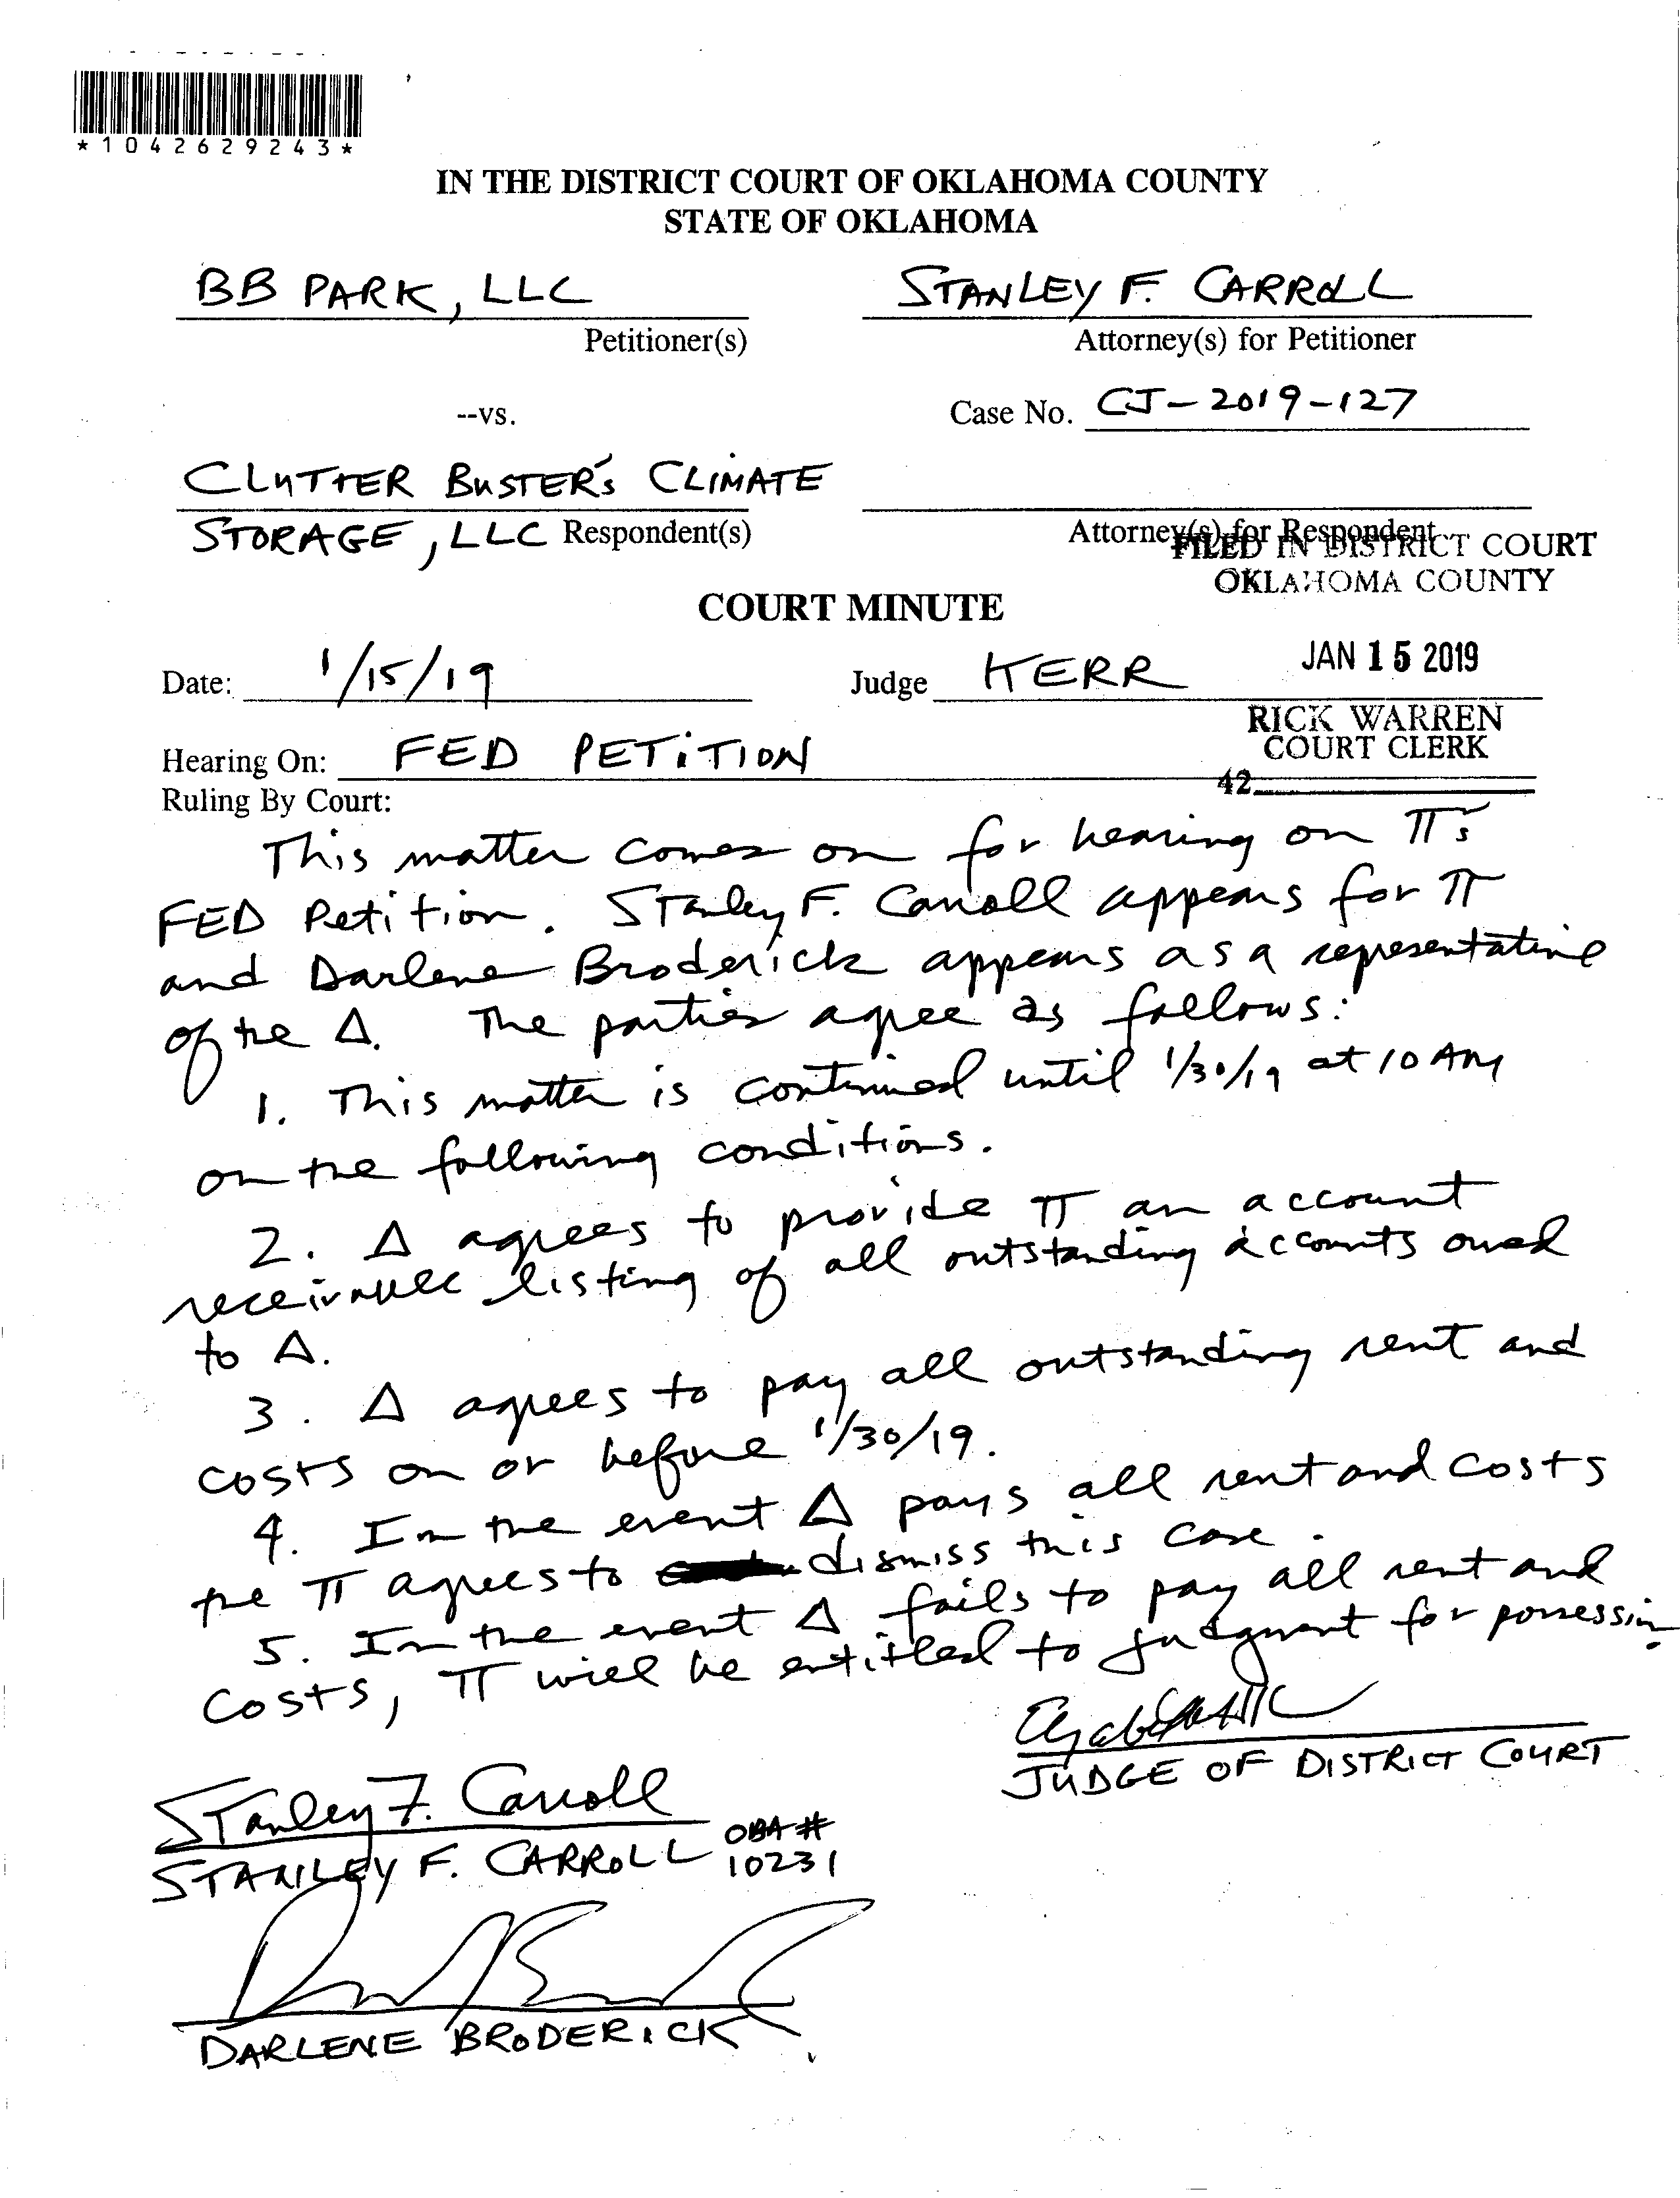 *1042629243*
IN THE DISTRICT COURT OF OKLAHOMA COUNTY
STATE OF OKLAHOMA
BB PARK, LLC
Petitioner(s)
STANLEY F. CARROLL
Attorney(s) for Petitioner
--vs.
Case No. CJ-2019-127
CLUTTER BUSTER'S CLIMATE
STORAGE, LLC Respondent(s)
Attorney(s) for Respondent
FILED IN DISTRICT COURT
OKLAHOMA COUNTY
COURT MINUTE
Date: 1/15/19
Judge KERR
JAN 15 2019
RICK WARREN
COURT CLERK
42
Hearing On: FED PETITION
Ruling By Court:
This matter comes on for hearing on π's
FED Petition. Stanley F. Carroll appears for π
and Darlene Broderick appears as a representative
of the Δ. The parties agree as follows:
1. This matter is continued until 1/30/19 at 10 AM
on the following conditions.
2. Δ agrees to provide π an account
receivable listing of all outstanding accounts owed
to Δ.
3. Δ agrees to pay all outstanding rent and
costs on or before 1/30/19.
4. In the event Δ pays all rent and costs
the π agrees to dismiss this case.
5. In the event Δ fails to pay all rent and
costs, π will be entitled to judgment for possession
JUDGE OF DISTRICT COURT
Stanley F. Carroll
STANLEY F. CARROLL OBA #
10231
DARLENE BRODERICK